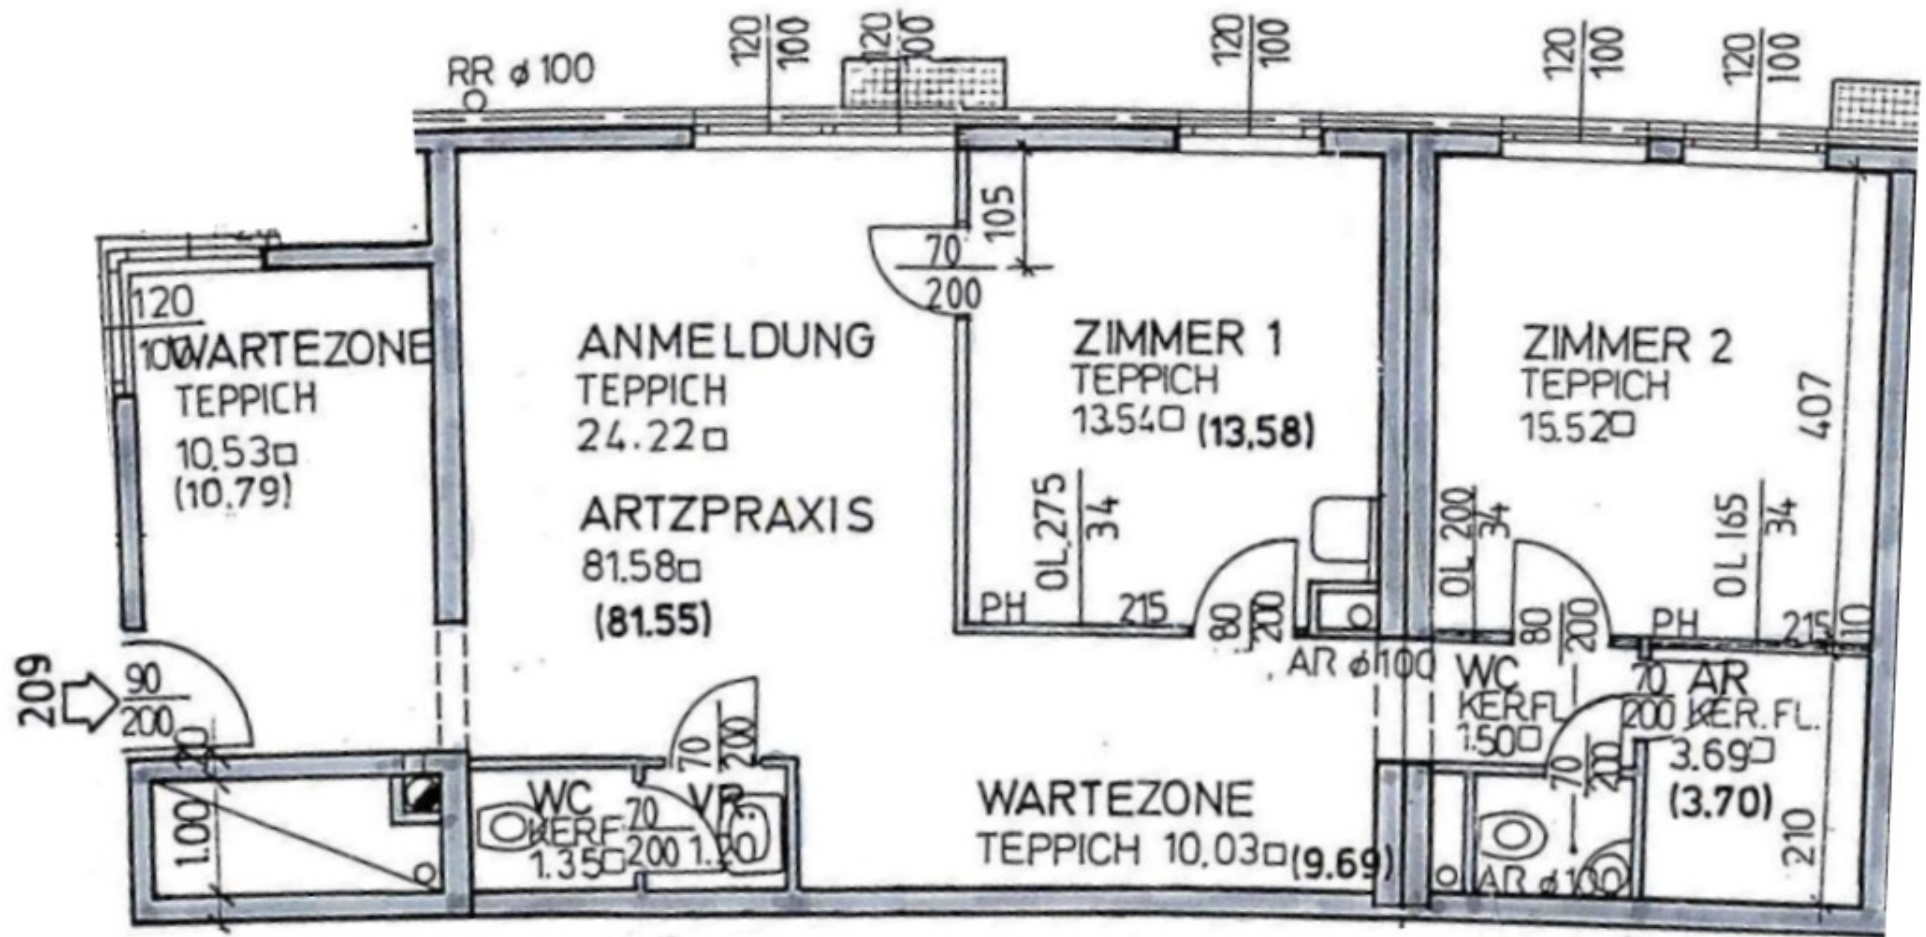 RR ø 100
120
100
120
100
120
100
120
100
120
100
105
70
200
120
100
WARTEZONE
TEPPICH
10.53□
(10.79)
ANMELDUNG
TEPPICH
24.22□
ARTZPRAXIS
81.58□
(81.55)
ZIMMER 1
TEPPICH
13.54□ (13,58)
ZIMMER 2
TEPPICH
15.52□
407
OL.275
34
PH
215
80
200
OL 200
34
80
200
OL 165
34
PH
215
10
209
90
200
20
1.00
AR ø 100
WC
KER.FL
1.50□
70
200
AR
KER.FL.
3.69□
(3.70)
210
70
200
70
200
WC
KERF
1.35□
70
200
VR.
1.20
WARTEZONE
TEPPICH 10,03□ (9.69)
AR ø 100